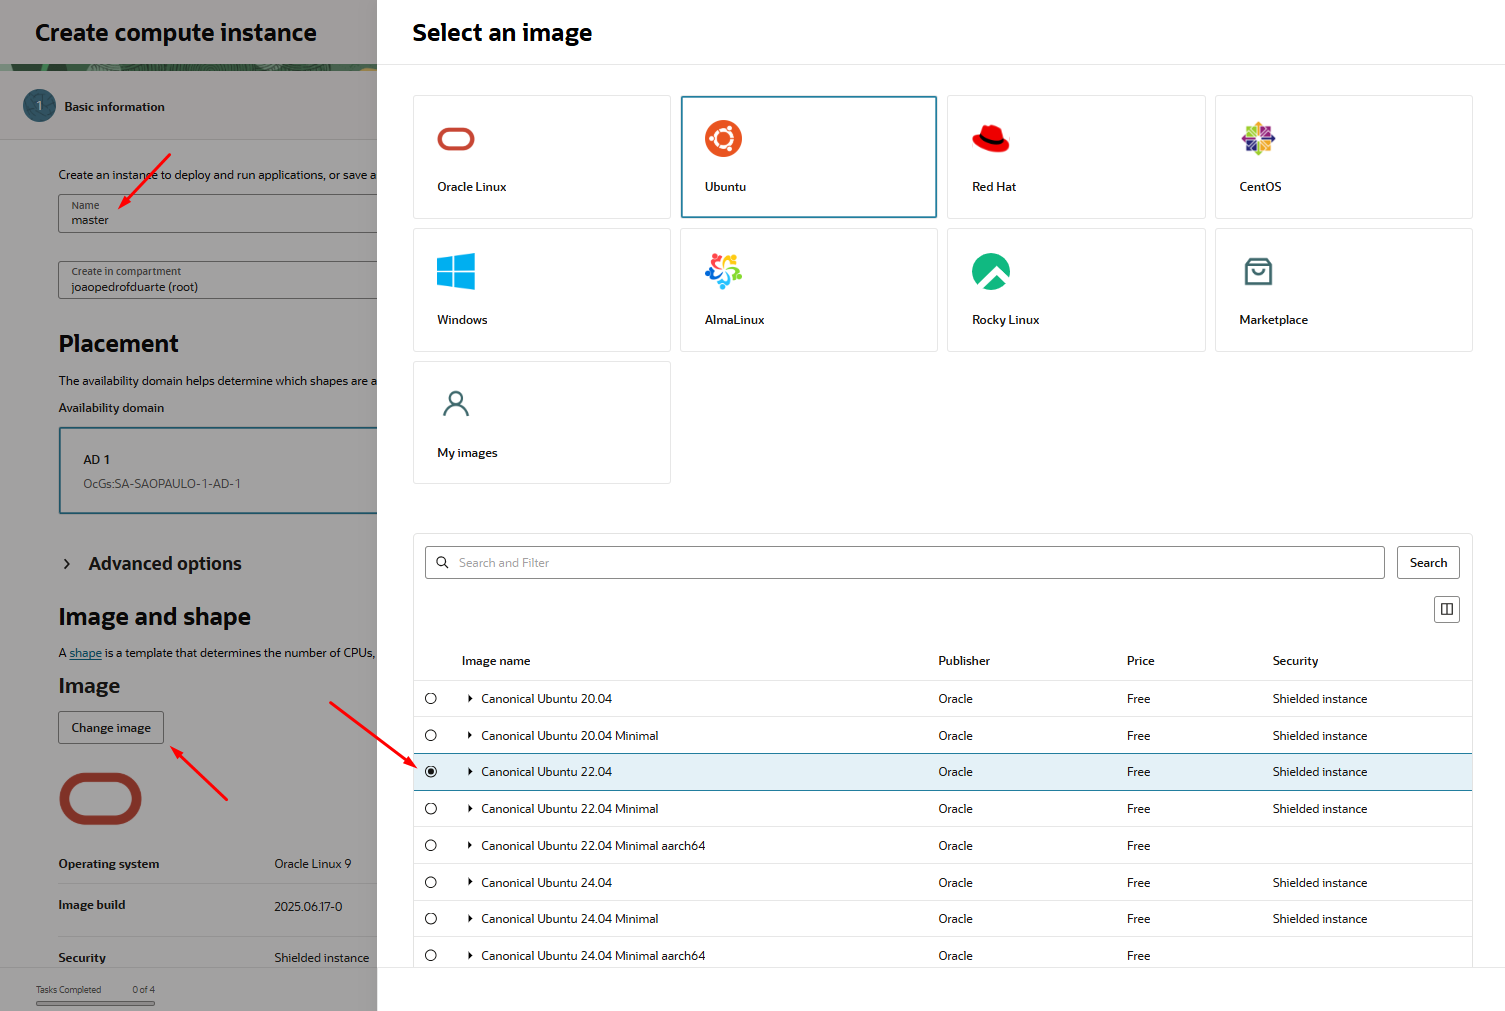 Create compute instance
1 Basic information
Create an instance to deploy and run applications, or save a
Name
master
Create in compartment
joaopedrofduarte (root)
Placement
The availability domain helps determine which shapes are a
Availability domain
AD 1
OcGs:SA-SAOPAULO-1-AD-1
Advanced options
Image and shape
A shape is a template that determines the number of CPUs,
Image
Change image
Operating system Oracle Linux 9
Image build 2025.06.17-0
Security Shielded instance
Tasks Completed 0 of 4
Select an image
Oracle Linux
Ubuntu
Red Hat
CentOS
Windows
AlmaLinux
Rocky Linux
Marketplace
My images
Search and Filter
Search
Image name Publisher Price Security
Canonical Ubuntu 20.04 Oracle Free Shielded instance
Canonical Ubuntu 20.04 Minimal Oracle Free Shielded instance
Canonical Ubuntu 22.04 Oracle Free Shielded instance
Canonical Ubuntu 22.04 Minimal Oracle Free Shielded instance
Canonical Ubuntu 22.04 Minimal aarch64 Oracle Free
Canonical Ubuntu 24.04 Oracle Free Shielded instance
Canonical Ubuntu 24.04 Minimal Oracle Free Shielded instance
Canonical Ubuntu 24.04 Minimal aarch64 Oracle Free